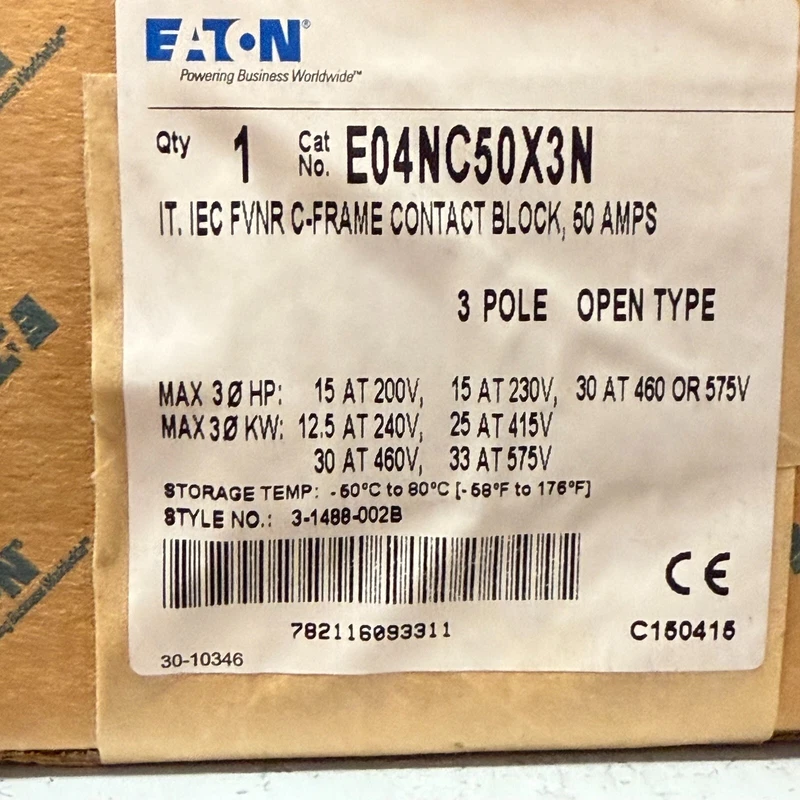 EATON®
Powering Business Worldwide™
Qty 1 Cat No. E04NC50X3N
IT. IEC FVNR C-FRAME CONTACT BLOCK, 50 AMPS
3 POLE OPEN TYPE
MAX 3Ø HP: 15 AT 200V, 15 AT 230V, 30 AT 460 OR 575V
MAX 3Ø KW: 12.5 AT 240V, 25 AT 415V
30 AT 460V, 33 AT 575V
STORAGE TEMP: -50°C to 80°C [-58°F to 176°F]
STYLE NO.: 3-1488-002B
CE
782116093311
C150415
30-10346